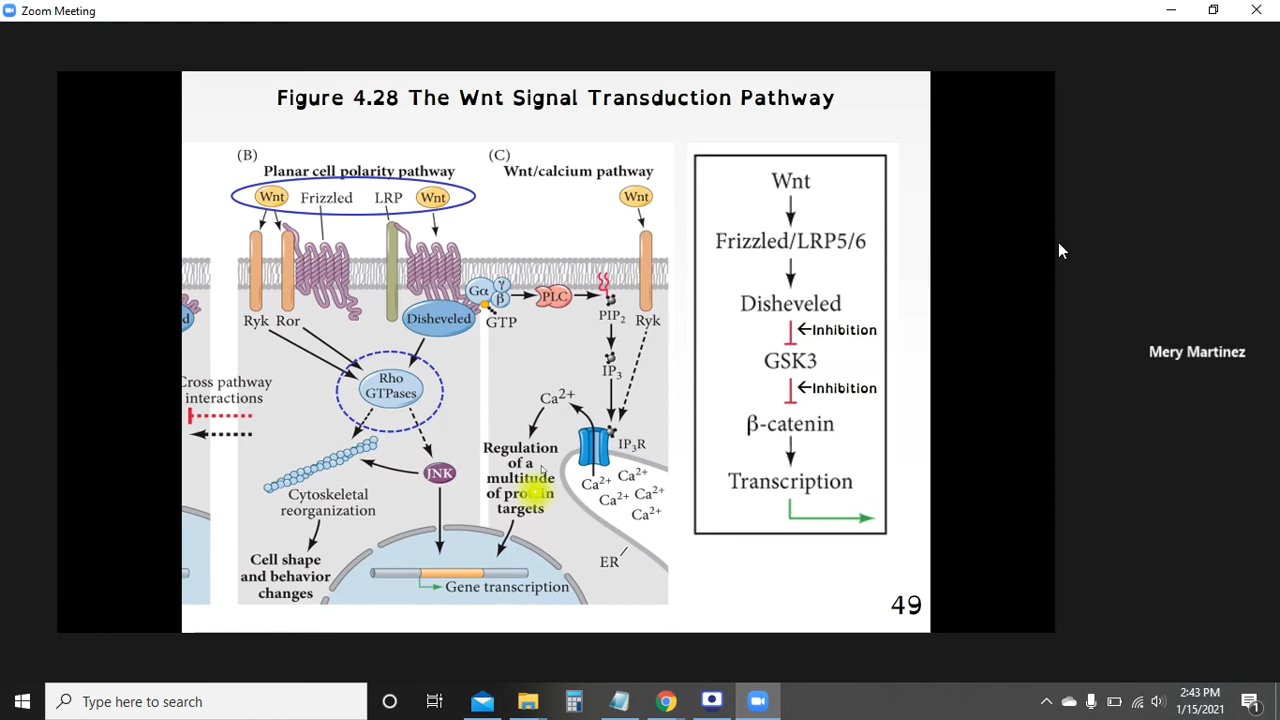 Zoom Meeting
Figure 4.28 The Wnt Signal Transduction Pathway
(B)
Planar cell polarity pathway
Wnt
Frizzled
LRP
Wnt
Ryk
Ror
Disheveled
Rho
GTPases
JNK
Cytoskeletal
reorganization
Cell shape
and behavior
changes
Gene transcription
d
Cross pathway
interactions
(C)
Wnt/calcium pathway
Wnt
Gα
γ
β
GTP
PLC
PIP2
Ryk
IP3
Ca2+
IP3R
Regulation
of a
multitude
of protein
targets
Ca2+
Ca2+
Ca2+
Ca2+
Ca2+
ER
Wnt
Frizzled/LRP5/6
Disheveled
←Inhibition
GSK3
←Inhibition
β-catenin
Transcription
49
Mery Martinez
Type here to search
2:43 PM
1/15/2021
1